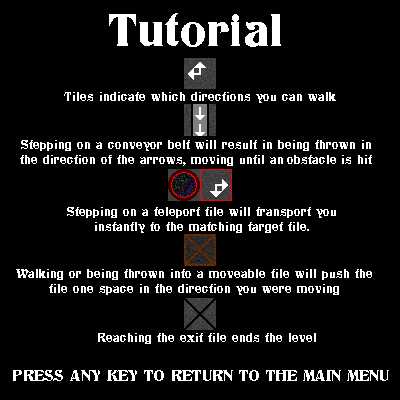 Tutorial
Tiles indicate which directions you can walk
Stepping on a conveyor belt will result in being thrown in
the direction of the arrows, moving until an obstacle is hit
Stepping on a teleport tile will transport you
instantly to the matching target tile.
Walking or being thrown into a moveable tile will push the
tile one space in the direction you were moving
Reaching the exit tile ends the level
PRESS ANY KEY TO RETURN TO THE MAIN MENU